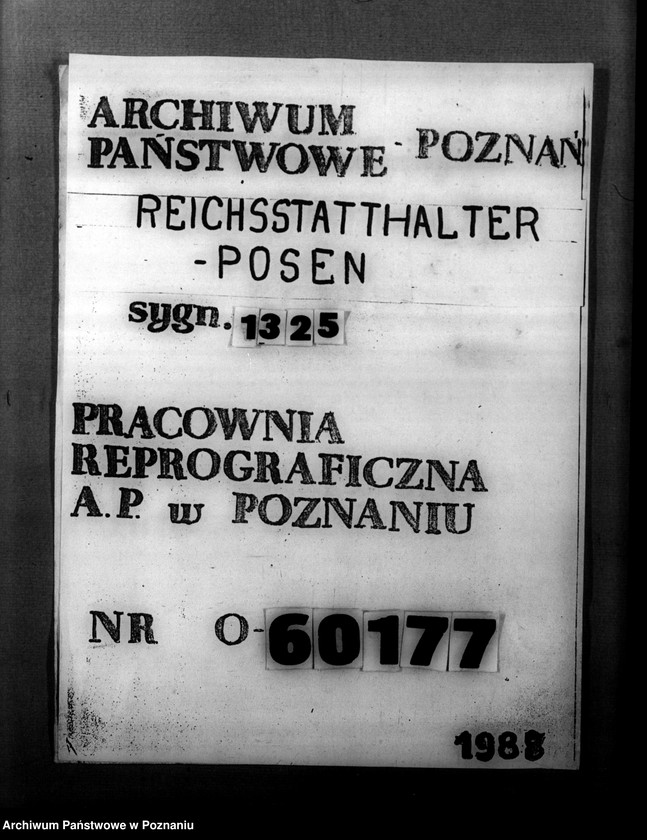 ARCHIWUM
PAŃSTWOWE - POZNAŃ
REICHSSTATTHALTER
-POSEN
sygn. 1325
PRACOWNIA
REPROGRAFICZNA
A.P. w POZNANIU
NR O-60177
1988
Archiwum Państwowe w Poznaniu